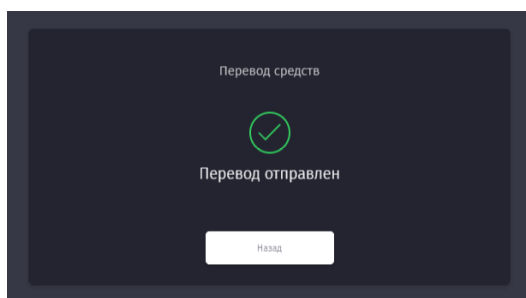 Перевод средств
Перевод отправлен
Назад